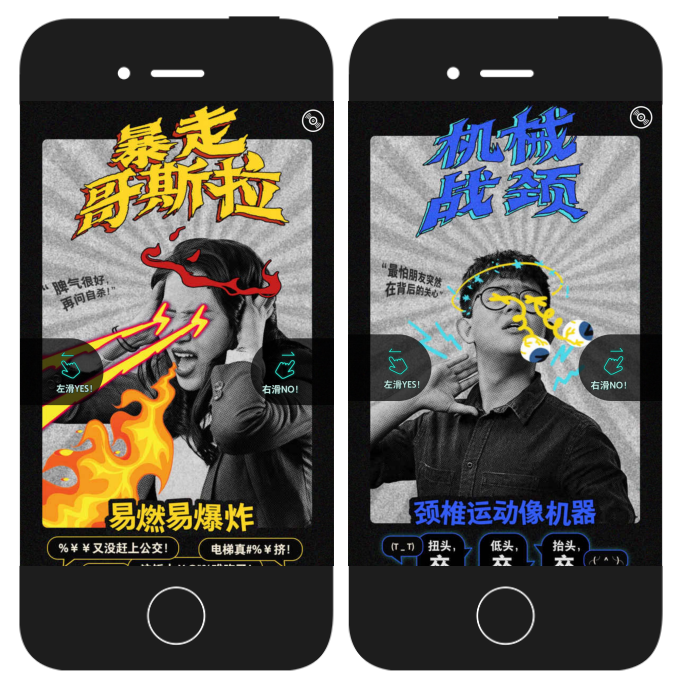 暴走
哥斯拉
“脾气很好,
再问自杀!”
左滑YES!
右滑NO!
易燃易爆炸
%￥￥又没赶上公交!
电梯真#%￥挤!
机械
战颈
“最怕朋友突然
在背后的关心”
左滑YES!
右滑NO!
颈椎运动像机器
(T_T)
扭头,
低头,
抬头,
卒
卒
卒